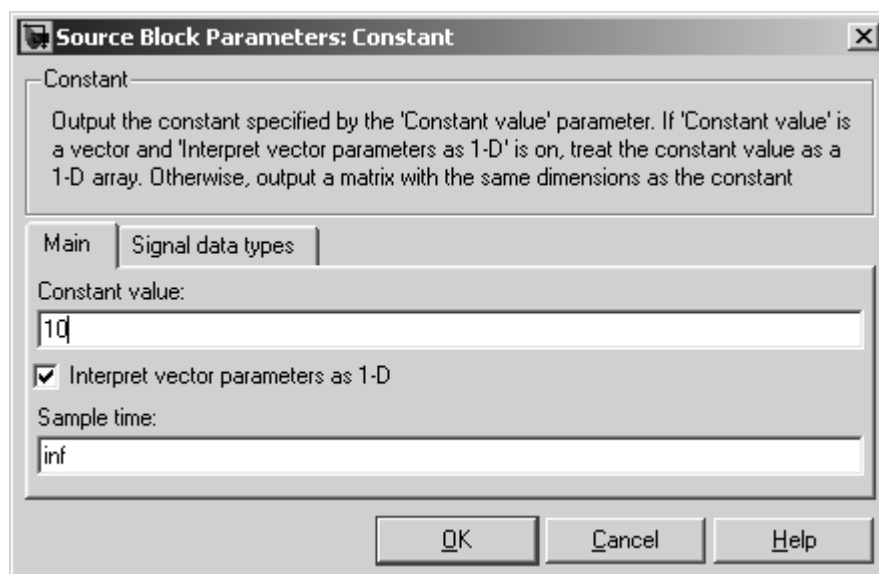 Source Block Parameters: Constant
Constant
Output the constant specified by the 'Constant value' parameter. If 'Constant value' is
a vector and 'Interpret vector parameters as 1-D' is on, treat the constant value as a
1-D array. Otherwise, output a matrix with the same dimensions as the constant
Main Signal data types
Constant value:
10
Interpret vector parameters as 1-D
Sample time:
inf
OK Cancel Help